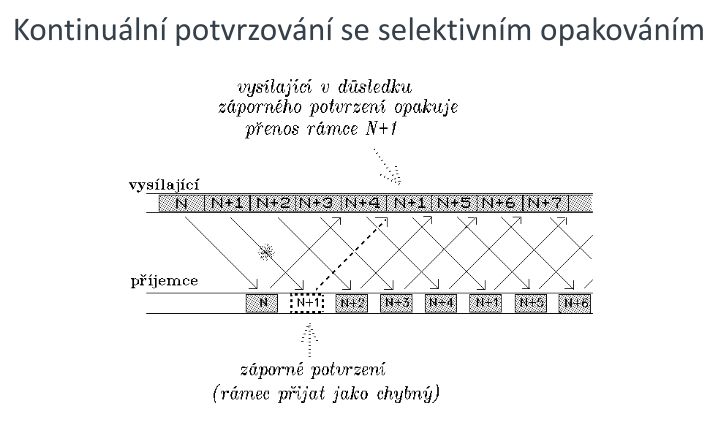 Kontinuální potvrzování se selektivním opakováním
vysílající v důsledku
záporného potvrzení opakuje
přenos rámce N+1
vysílající
N N+1 N+2 N+3 N+4 N+1 N+5 N+6 N+7
příjemce
N N+1 N+2 N+3 N+4 N+1 N+5 N+6
záporné potvrzení
(rámec přijat jako chybný)